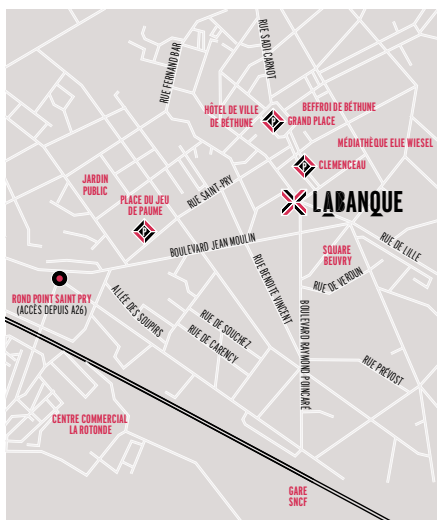 RUE SADI CARNOT
RUE FERNAND BAR
BEFFROI DE BÉTHUNE
HÔTEL DE VILLE
DE BÉTHUNE
P
GRAND PLACE
MÉDIATHÈQUE ELIE WIESEL
P
CLEMENCEAU
JARDIN
PUBLIC
PLACE DU JEU
DE PAUME
P
RUE SAINT-PRY
LABANQUE
BOULEVARD JEAN MOULIN
SQUARE
BEUVRY
RUE DE LILLE
RUE DE VERDUN
RUE BENOITE VINCENT
BOULEVARD RAYMOND POINCARÉ
ROND POINT SAINT PRY
(ACCÈS DEPUIS A26)
ALLÉE DES SOUPIRS
RUE DE SOUCHEZ
RUE DE CARENCY
RUE PRÉVOST
CENTRE COMMERCIAL
LA ROTONDE
GARE
SNCF